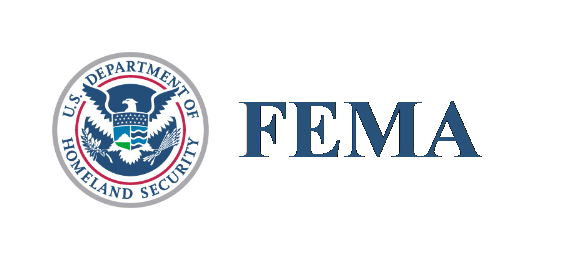 U.S. DEPARTMENT OF
HOMELAND SECURITY
FEMA